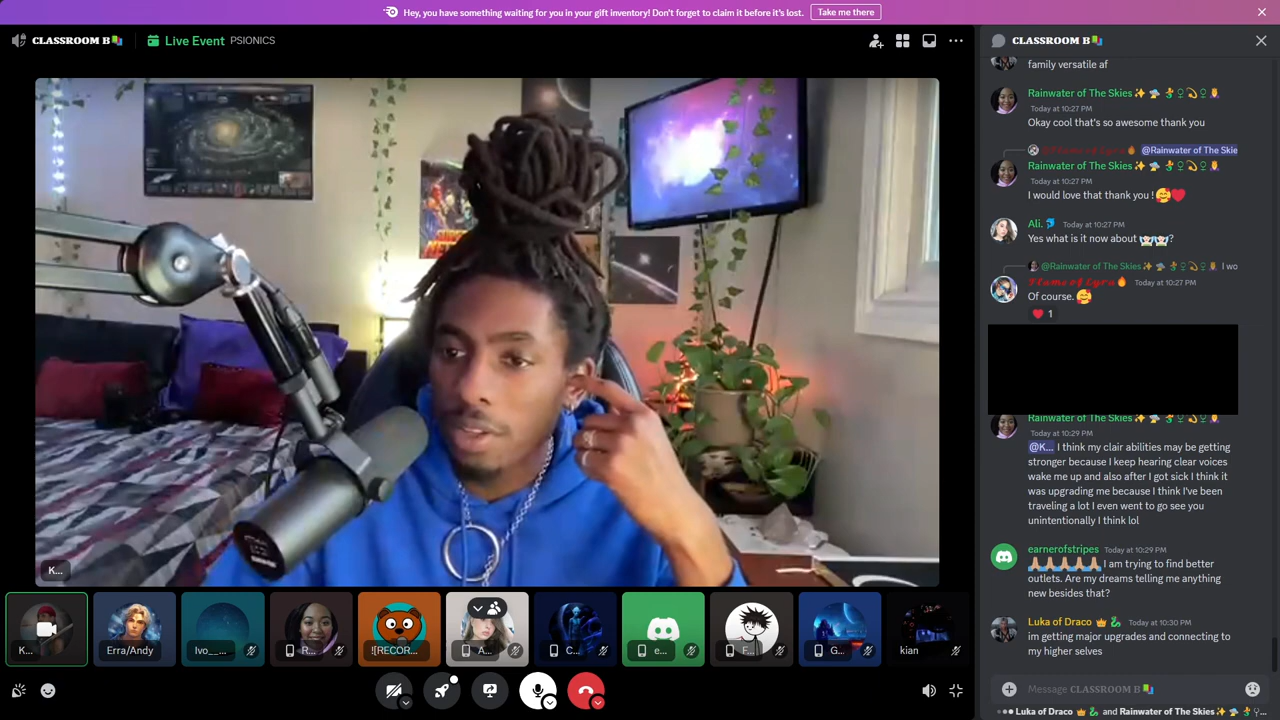 Hey, you have something waiting for you in your gift inventory! Don't forget to claim it before it's lost.
Take me there
CLASSROOM B
Live Event
PSIONICS
K...
K...
Erra/Andy
Ivo__...
R...
![RECOR...
A...
C...
e...
F...
G...
kian
CLASSROOM B
family versatile af
Rainwater of The Skies
Today at 10:27 PM
Okay cool that's so awesome thank you
@Rainwater of The Skie
Rainwater of The Skies
Today at 10:27 PM
I would love that thank you !
Ali. Today at 10:27 PM
Yes what is it now about ?
@Rainwater of The Skies I wo
Flame of Lyra Today at 10:27 PM
Of course.
1
Rainwater of The Skies
Today at 10:29 PM
@K... I think my clair abilities may be getting
stronger because I keep hearing clear voices
wake me up and also after I got sick I think it
was upgrading me because I think I've been
traveling a lot I even went to go see you
unintentionally I think lol
earnerofstripes Today at 10:29 PM
I am trying to find better
outlets. Are my dreams telling me anything
new besides that?
Luka of Draco Today at 10:30 PM
im getting major upgrades and connecting to
my higher selves
Message CLASSROOM B
Luka of Draco and Rainwater of The Skies